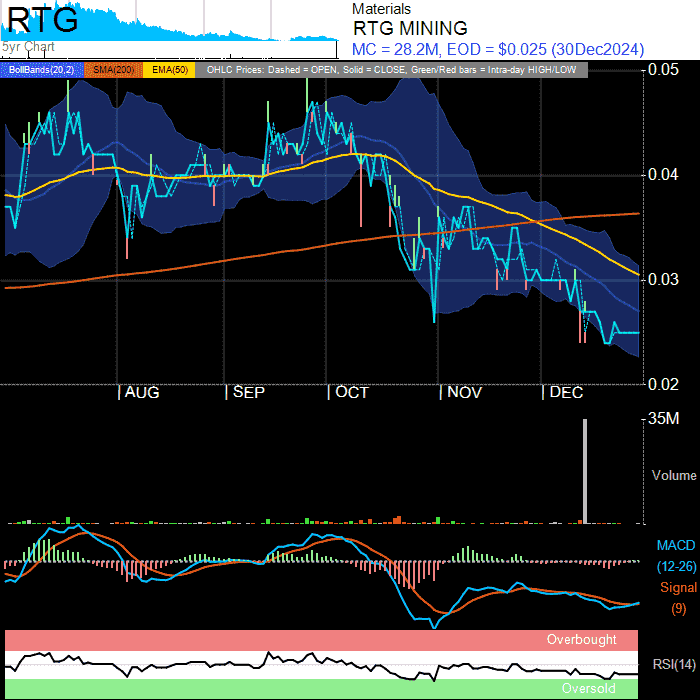 RTG
5yr Chart
Materials
RTG MINING
MC = 28.2M, EOD = $0.025 (30Dec2024)
BollBands(20,2) SMA(200) EMA(50) OHLC Prices: Dashed = OPEN, Solid = CLOSE, Green/Red bars = Intra-day HIGH/LOW
0.05
0.04
0.03
0.02
AUG SEP OCT NOV DEC
35M
Volume
MACD
(12-26)
Signal
(9)
Overbought
RSI(14)
Oversold